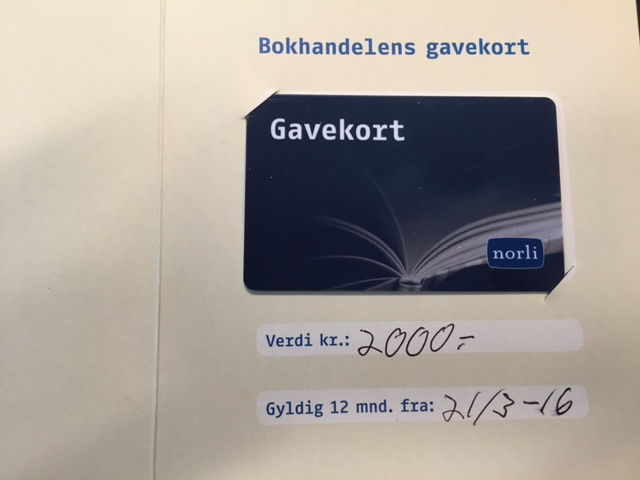 Bokhandelens gavekort
Gavekort
norli
Verdi kr.: 2000,-
Gyldig 12 mnd. fra: 21/3-16